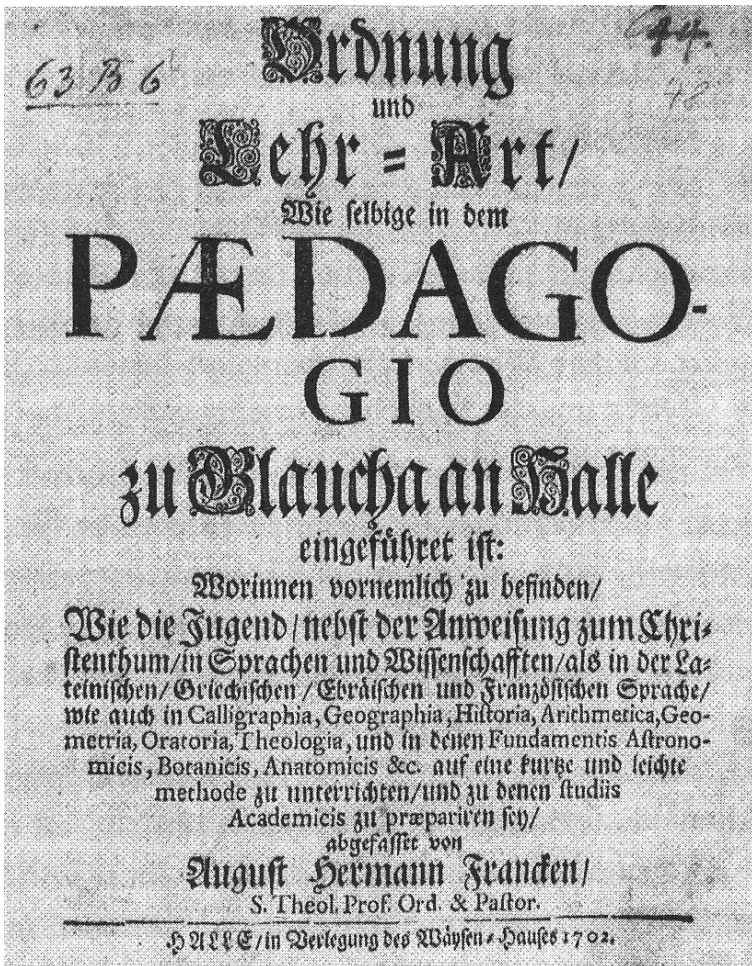 63 B 6
44.
48
Ordnung
und
Lehr-Art/
Wie selbige in dem
PÆDAGO-
GIO
zu Glaucha an Halle
eingeführet ist:
Worinnen vornemlich zu befinden/
Wie die Jugend/nebst der Anweisung zum Chri-
stenthum/in Sprachen und Wissenschafften/als in der La-
teinischen/Griechischen/Ebräischen und Französischen Sprache/
wie auch in Calligraphia, Geographia, Historia, Arithmetica, Geo-
metria, Oratoria, Theologia, und in denen Fundamentis Astrono-
micis, Botanicis, Anatomicis &c. auf eine kurtze und leichte
methode zu unterrichten/und zu denen studiis
Academicis zu præpariren sey/
abgefasset von
August Hermann Francken/
S. Theol. Prof. Ord. & Pastor.
HALLE/in Verlegung des Wäysen-Hauses 1702.